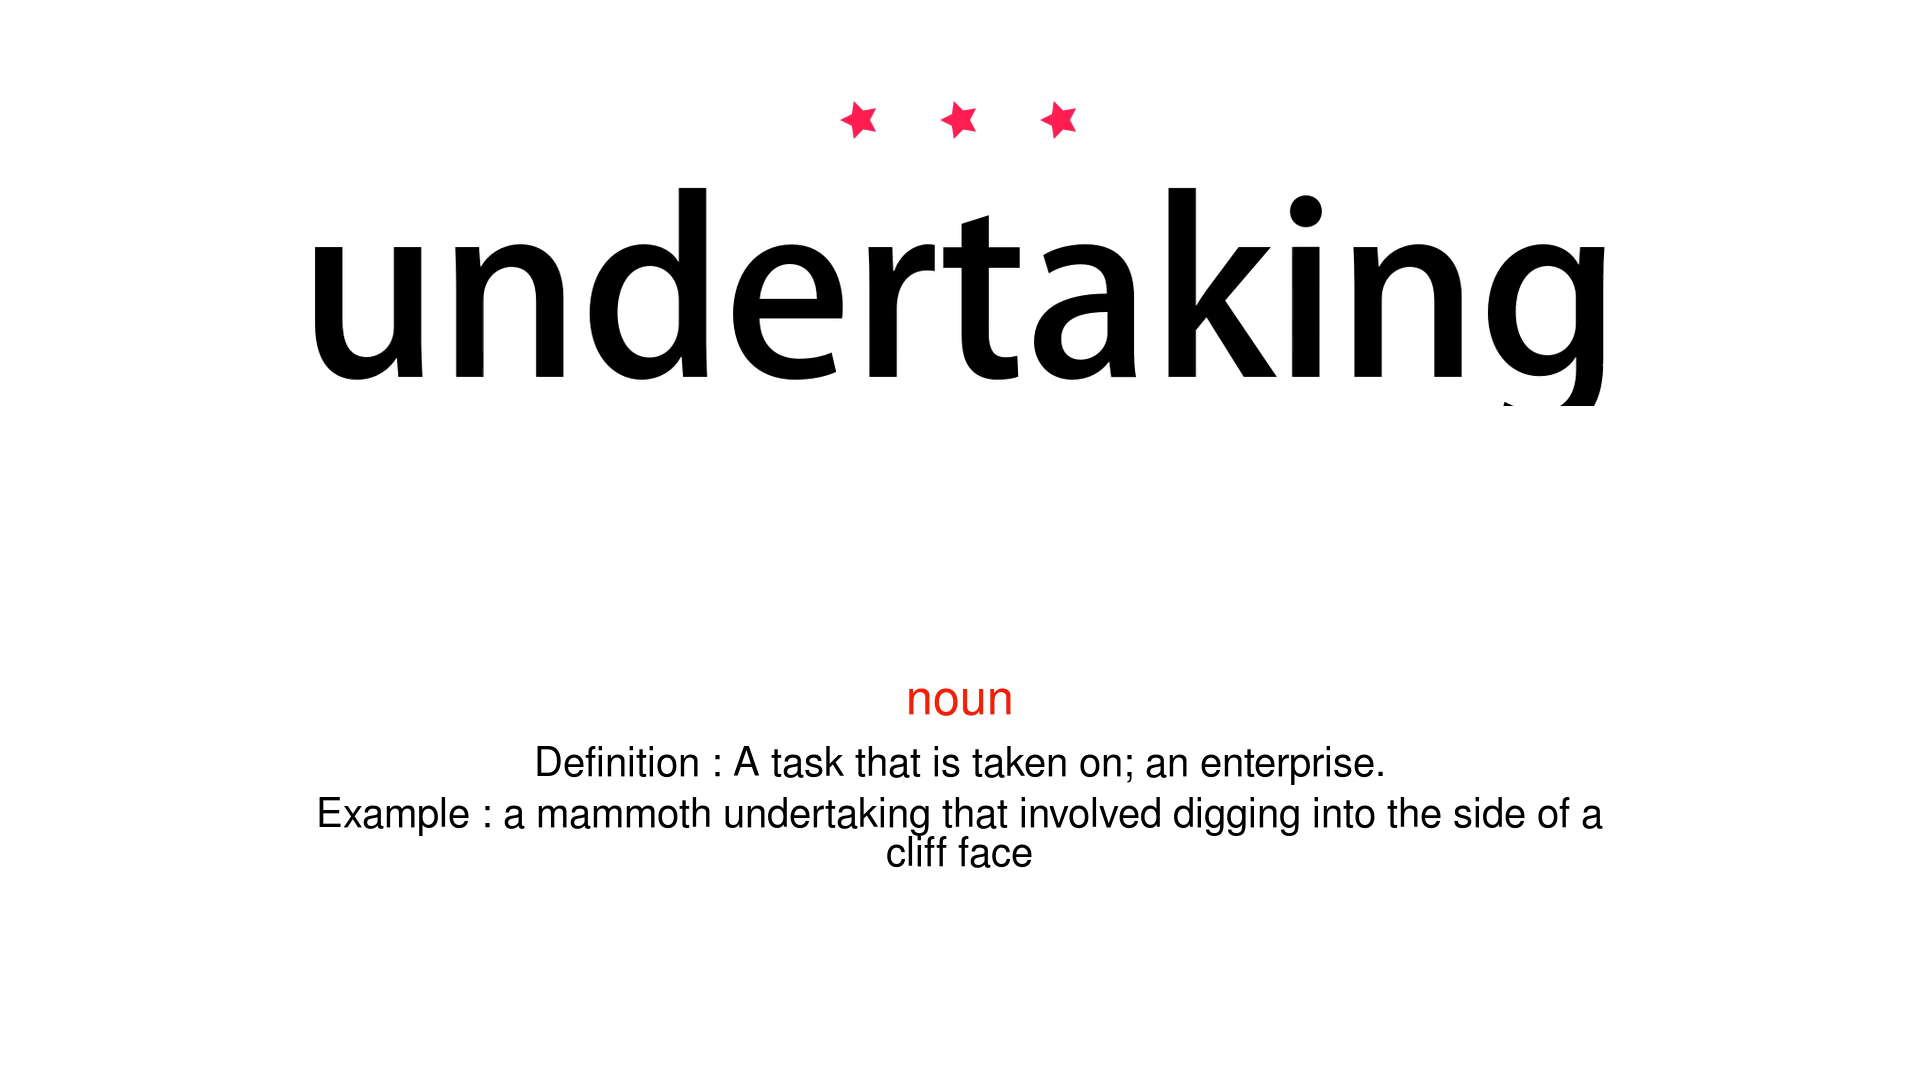 undertaking
noun
Definition : A task that is taken on; an enterprise.
Example : a mammoth undertaking that involved digging into the side of a
cliff face